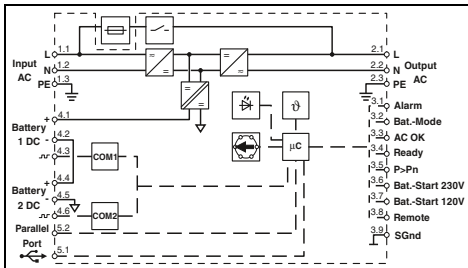 L 1.1
Input N 1.2
AC PE 1.3
2.1 L
2.2 N Output
2.3 PE AC
+ 4.1
Battery
1 DC - 4.2
4.3
+ 4.4
Battery
2 DC - 4.5
4.6
Parallel 5.2
Port
5.1
COM1
COM2
ϑ
µC
3.1 Alarm
3.2 Bat.-Mode
3.3 AC OK
3.4 Ready
3.5 P>Pn
3.6 Bat.-Start 230V
3.7 Bat.-Start 120V
3.8 Remote
3.9 SGnd